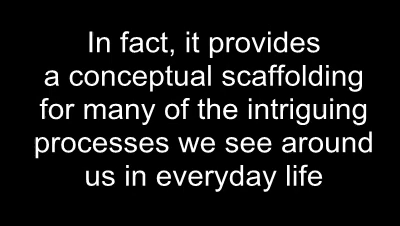 In fact, it provides
a conceptual scaffolding
for many of the intriguing
processes we see around
us in everyday life